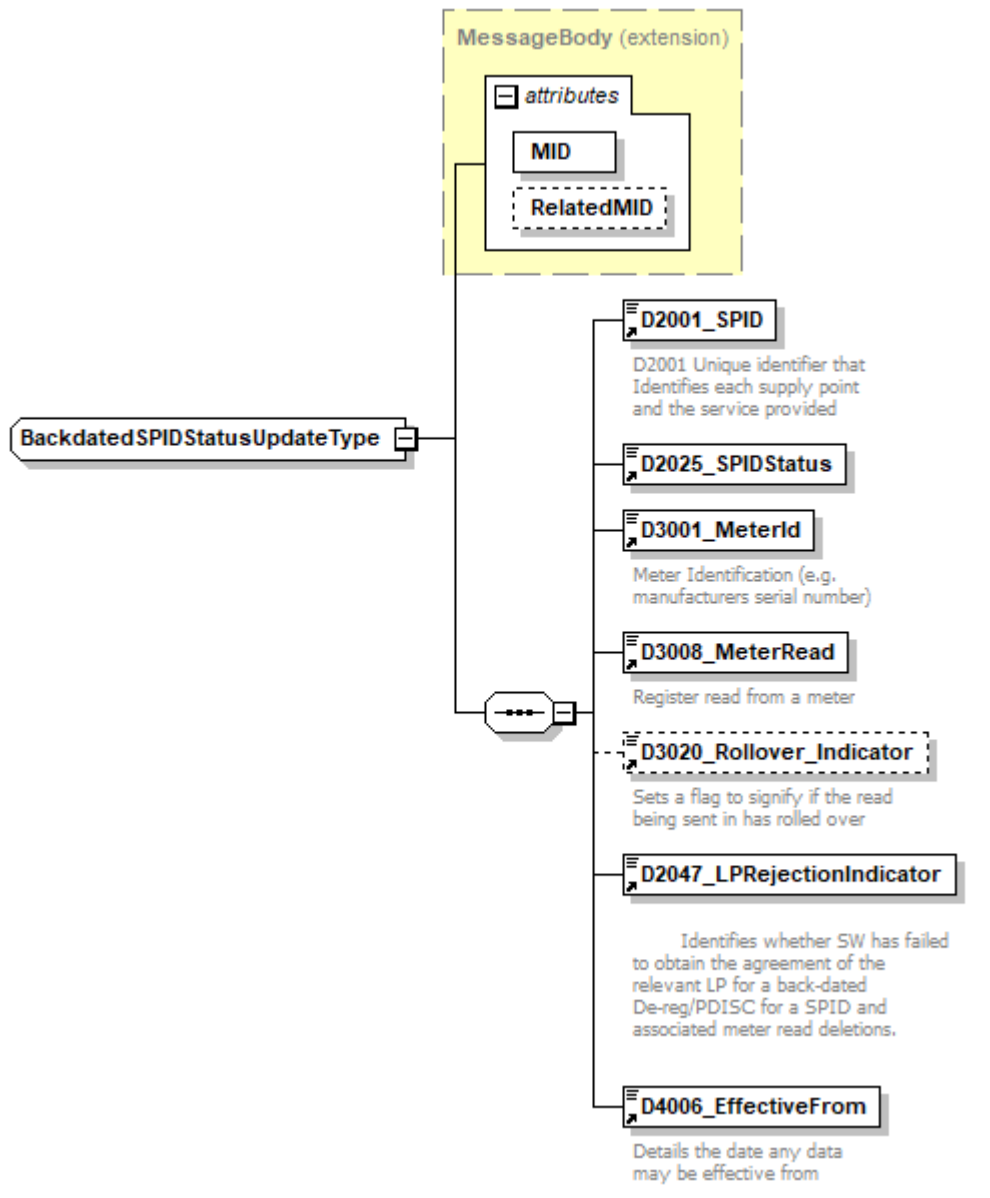 MessageBody (extension)
attributes
MID
RelatedMID
BackdatedSPIDStatusUpdateType
D2001_SPID
D2001 Unique identifier that
Identifies each supply point
and the service provided
D2025_SPIDStatus
D3001_MeterId
Meter Identification (e.g.
manufacturers serial number)
D3008_MeterRead
Register read from a meter
D3020_Rollover_Indicator
Sets a flag to signify if the read
being sent in has rolled over
D2047_LPRejectionIndicator
Identifies whether SW has failed
to obtain the agreement of the
relevant LP for a back-dated
De-reg/PDISC for a SPID and
associated meter read deletions.
D4006_EffectiveFrom
Details the date any data
may be effective from